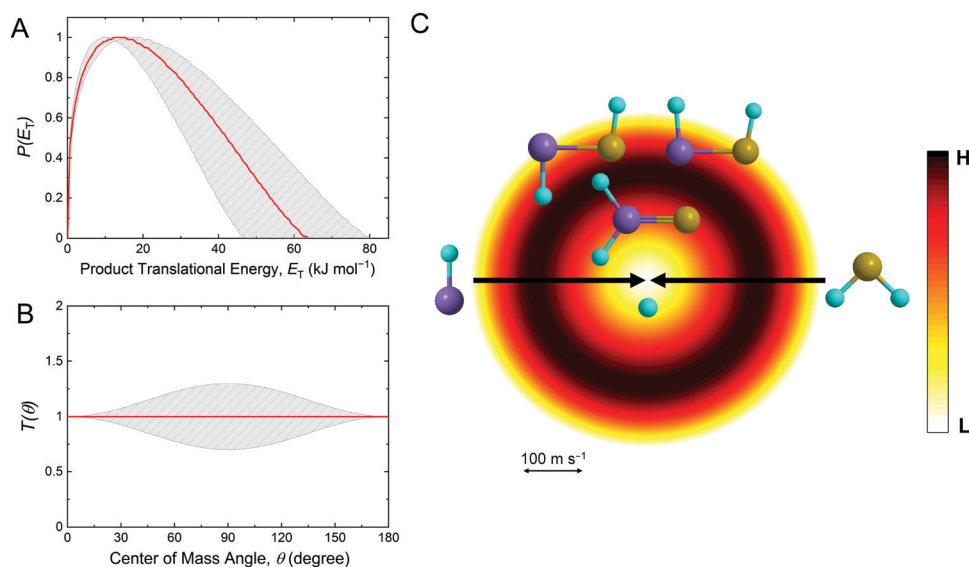 A
P(E_T)
1
0.8
0.6
0.4
0.2
0
0
20
40
60
80
Product Translational Energy, E_T (kJ mol⁻¹)
B
T(θ)
2
1.5
1
0.5
0
0
30
60
90
120
150
180
Center of Mass Angle, θ (degree)
C
H
L
100 m s⁻¹